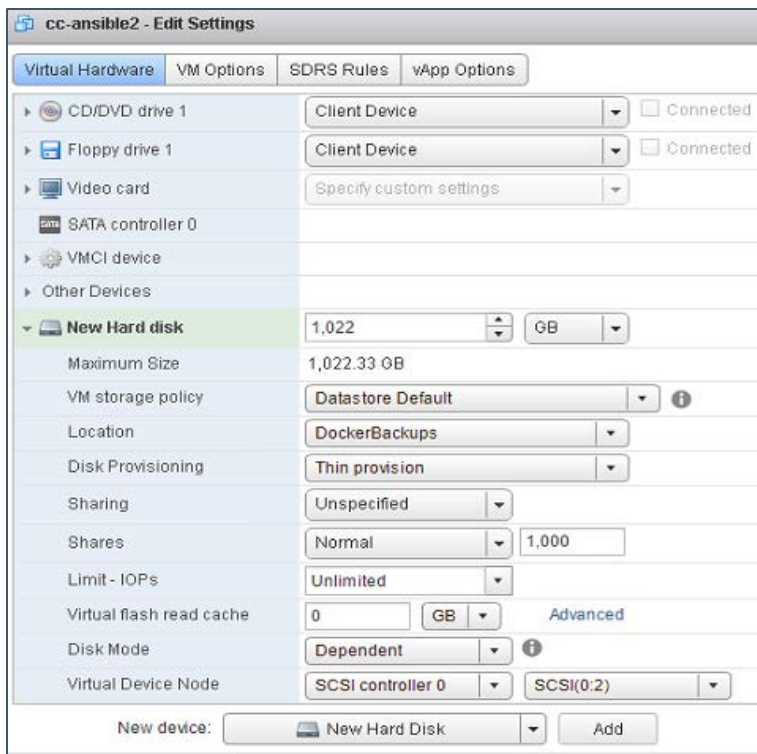 cc-ansible2 - Edit Settings
Virtual Hardware VM Options SDRS Rules vApp Options
CD/DVD drive 1 Client Device Connected
Floppy drive 1 Client Device Connected
Video card Specify custom settings
SATA SATA controller 0
VMCI device
Other Devices
New Hard disk 1,022 GB
Maximum Size 1,022.33 GB
VM storage policy Datastore Default
Location DockerBackups
Disk Provisioning Thin provision
Sharing Unspecified
Shares Normal 1,000
Limit - IOPs Unlimited
Virtual flash read cache 0 GB Advanced
Disk Mode Dependent
Virtual Device Node SCSI controller 0 SCSI(0:2)
New device: New Hard Disk Add